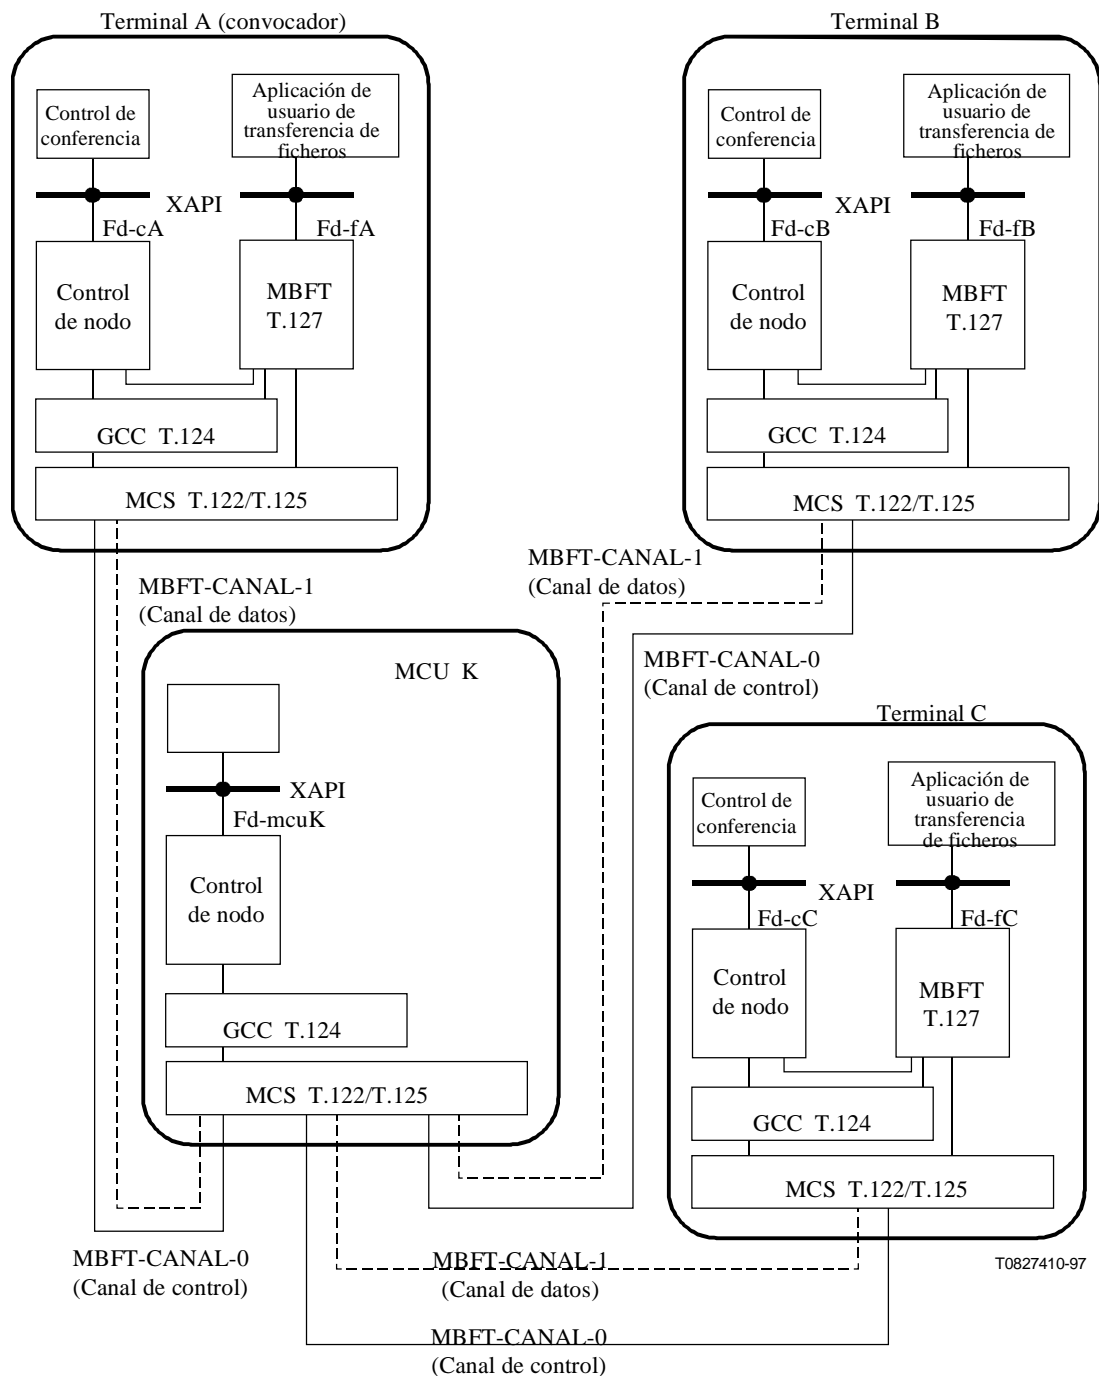 Terminal A (convocador)
Control de
conferencia
Aplicación de
usuario de
transferencia de
ficheros
XAPI
Fd-cA
Fd-fA
Control
de nodo
MBFT
T.127
GCC T.124
MCS T.122/T.125
Terminal B
Control de
conferencia
Aplicación de
usuario de
transferencia de
ficheros
XAPI
Fd-cB
Fd-fB
Control
de nodo
MBFT
T.127
GCC T.124
MCS T.122/T.125
MBFT-CANAL-1
(Canal de datos)
MBFT-CANAL-1
(Canal de datos)
MBFT-CANAL-0
(Canal de control)
MCU K
XAPI
Fd-mcuK
Control
de nodo
GCC T.124
MCS T.122/T.125
Terminal C
Control de
conferencia
Aplicación de
usuario de
transferencia
de ficheros
XAPI
Fd-cC
Fd-fC
Control
de nodo
MBFT
T.127
GCC T.124
MCS T.122/T.125
MBFT-CANAL-0
(Canal de control)
MBFT-CANAL-1
(Canal de datos)
T0827410-97
MBFT-CANAL-0
(Canal de control)